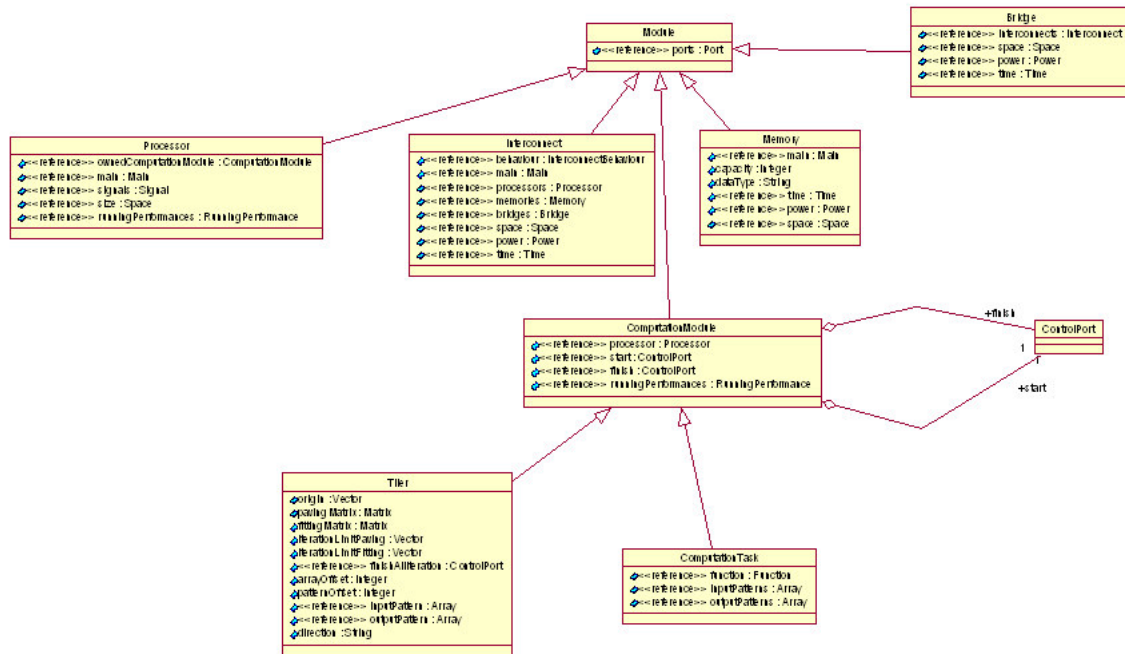 Bridge
<<reference>> Interconnects : Interconnect
<<reference>> space : Space
<<reference>> power : Power
<<reference>> time : Time
Module
<<reference>> ports : Port
Processor
<<reference>> ownedComputationModule : ComputationModule
<<reference>> main : Main
<<reference>> signals : Signal
<<reference>> size : Space
<<reference>> runningPerformances : RunningPerformance
Interconnect
<<reference>> behaviour : InterconnectBehaviour
<<reference>> main : Main
<<reference>> processors : Processor
<<reference>> memories : Memory
<<reference>> bridges : Bridge
<<reference>> space : Space
<<reference>> power : Power
<<reference>> time : Time
Memory
<<reference>> main : Main
capacity : Integer
dataType : String
<<reference>> time : Time
<<reference>> power : Power
<<reference>> space : Space
ComputationModule
<<reference>> processor : Processor
<<reference>> start : ControlPort
<<reference>> finish : ControlPort
<<reference>> runningPerformances : RunningPerformance
+finish
1
ControlPort
1
+start
Tiler
origin : Vector
pavingMatrix : Matrix
fittingMatrix : Matrix
iterationLimitPaving : Vector
iterationLimitFitting : Vector
<<reference>> finishAllIteration : ControlPort
arrayOffset : Integer
patternOffset : Integer
<<reference>> inputPattern : Array
<<reference>> outputPattern : Array
direction : String
ComputationTask
<<reference>> function : Function
<<reference>> inputPatterns : Array
<<reference>> outputPatterns : Array